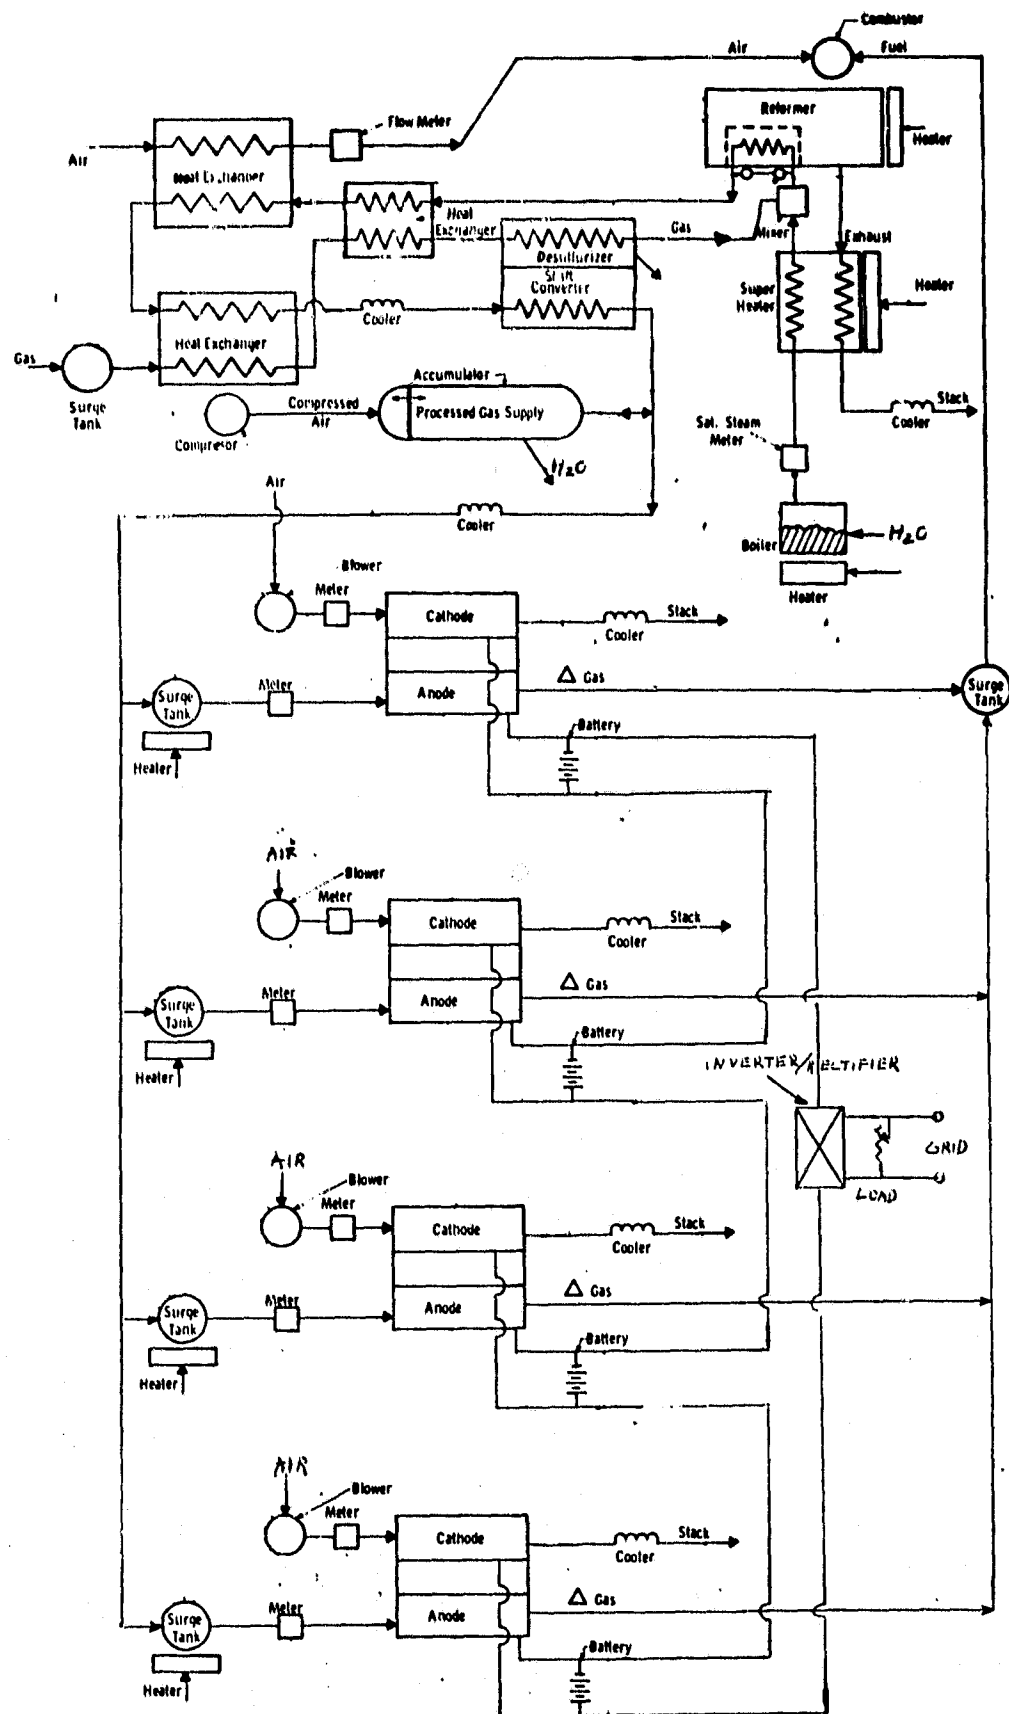 Combustor
Air
Fuel
Flow Meter
Reformer
Heater
Air
Heat Exchanger
Heat
Exchanger
Gas
Mixer
Exhaust
Desulfurizer
Shift
Converter
Super
Heater
Heater
Cooler
Heat Exchanger
Gas
Surge
Tank
Accumulator
Compressed
Air
Processed Gas Supply
Compresor
H2O
Stack
Cooler
Sat. Steam
Meter
Air
Cooler
Boiler
H2O
Heater
Blower
Meter
Cathode
Stack
Cooler
Surge
Tank
Meter
Anode
Δ Gas
Surge
Tank
Heater
Battery
AIR
Blower
Meter
Cathode
Stack
Cooler
Surge
Tank
Meter
Anode
Δ Gas
Heater
Battery
INVERTER/RECTIFIER
GRID
LOAD
AIR
Blower
Meter
Cathode
Stack
Cooler
Surge
Tank
Meter
Anode
Δ Gas
Heater
Battery
AIR
Blower
Meter
Cathode
Stack
Cooler
Surge
Tank
Meter
Anode
Δ Gas
Heater
Battery